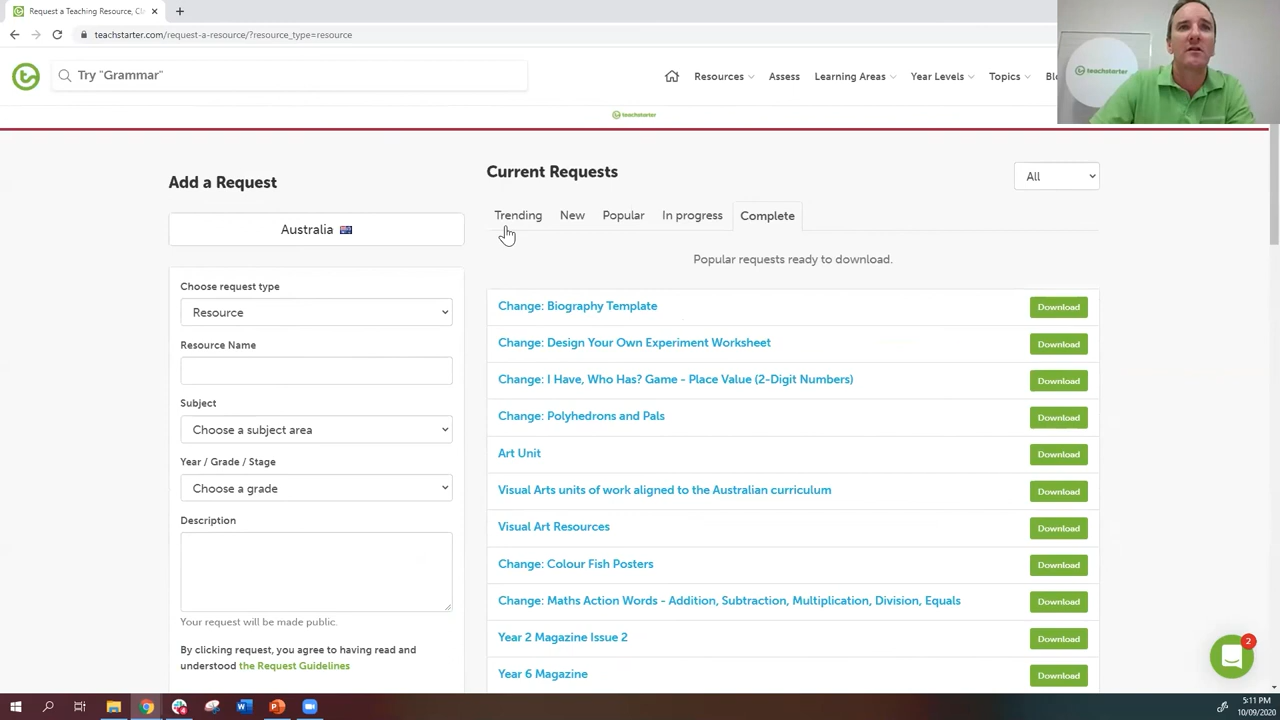 Request a Teaching Resource, Cl
teachstarter.com/request-a-resource/?resource_type=resource
Try "Grammar"
Resources
Assess
Learning Areas
Year Levels
Topics
Blo
teachstarter
teachstarter
Add a Request
Australia
Choose request type
Resource
Resource Name
Subject
Choose a subject area
Year / Grade / Stage
Choose a grade
Description
Your request will be made public.
By clicking request, you agree to having read and
understood the Request Guidelines
Current Requests
All
Trending
New
Popular
In progress
Complete
Popular requests ready to download.
Change: Biography Template
Download
Change: Design Your Own Experiment Worksheet
Download
Change: I Have, Who Has? Game - Place Value (2-Digit Numbers)
Download
Change: Polyhedrons and Pals
Download
Art Unit
Download
Visual Arts units of work aligned to the Australian curriculum
Download
Visual Art Resources
Download
Change: Colour Fish Posters
Download
Change: Maths Action Words - Addition, Subtraction, Multiplication, Division, Equals
Download
Year 2 Magazine Issue 2
Download
Year 6 Magazine
Download
2
5:11 PM
10/09/2020